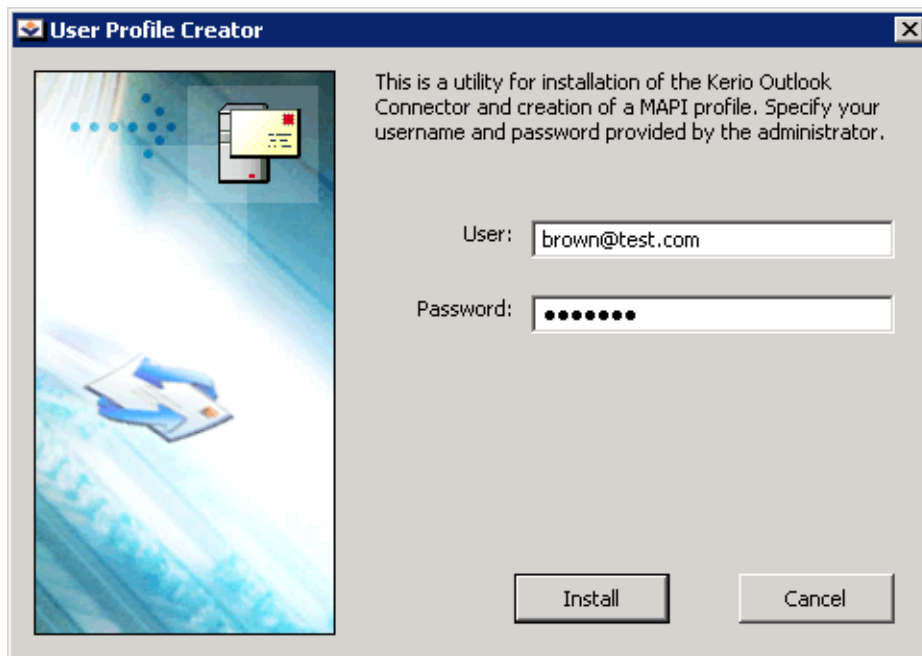 User Profile Creator
This is a utility for installation of the Kerio Outlook
Connector and creation of a MAPI profile. Specify your
username and password provided by the administrator.
User: brown@test.com
Password: ●●●●●●●
Install Cancel